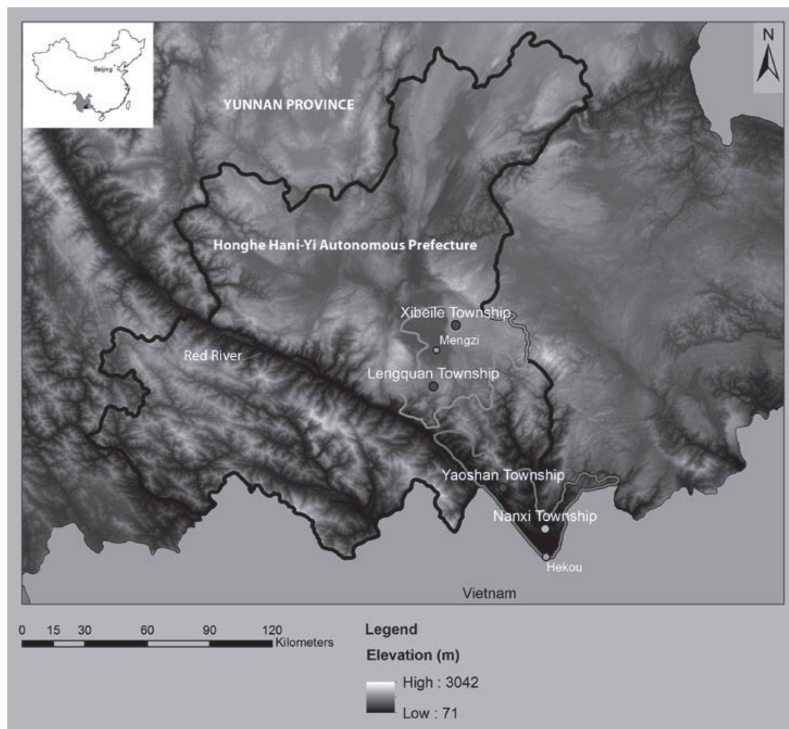 Beijing
N
YUNNAN PROVINCE
Honghe Hani-Yi Autonomous Prefecture
Xibeile Township
Mengzi
Red River
Lengquan Township
Yaoshan Township
Nanxi Township
Hekou
Vietnam
0 15 30 60 90 120
Kilometers
Legend
Elevation (m)
High : 3042
Low : 71